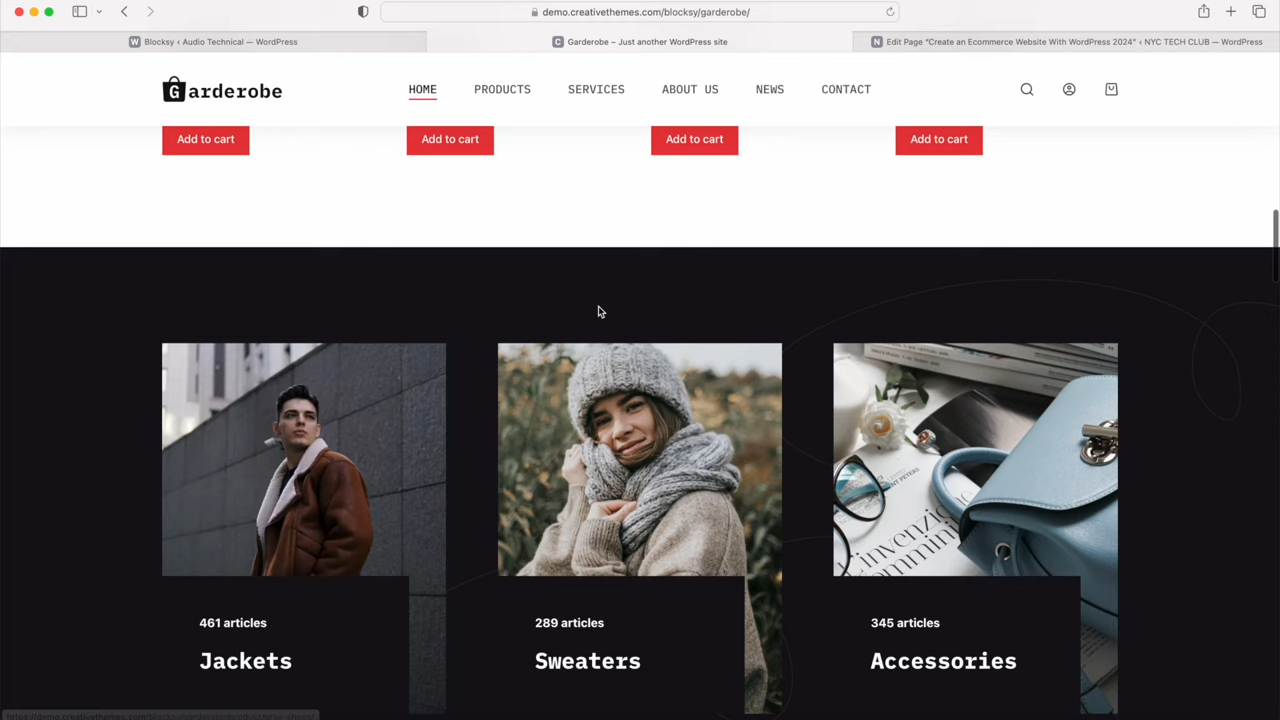 demo.creativethemes.com/blocksy/garderobe/
Blocksy ‹ Audio Technical — WordPress
Garderobe – Just another WordPress site
Edit Page “Create an Ecommerce Website With WordPress 2024” ‹ NYC TECH CLUB — WordPress
Garderobe
HOME PRODUCTS SERVICES ABOUT US NEWS CONTACT
Add to cart Add to cart Add to cart Add to cart
461 articles
Jackets
289 articles
Sweaters
345 articles
Accessories